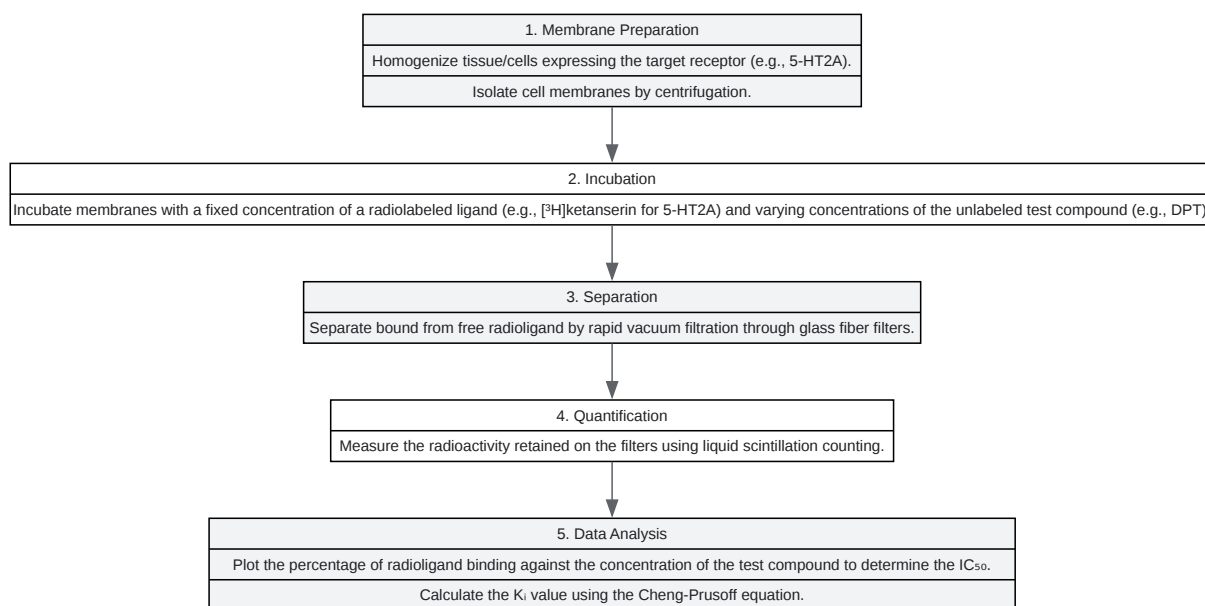 1. Membrane Preparation
Homogenize tissue/cells expressing the target receptor (e.g., 5-HT2A).
Isolate cell membranes by centrifugation.
2. Incubation
Incubate membranes with a fixed concentration of a radiolabeled ligand (e.g., [³H]ketanserin for 5-HT2A) and varying concentrations of the unlabeled test compound (e.g., DPT)
3. Separation
Separate bound from free radioligand by rapid vacuum filtration through glass fiber filters.
4. Quantification
Measure the radioactivity retained on the filters using liquid scintillation counting.
5. Data Analysis
Plot the percentage of radioligand binding against the concentration of the test compound to determine the IC₅₀.
Calculate the Kᵢ value using the Cheng-Prusoff equation.